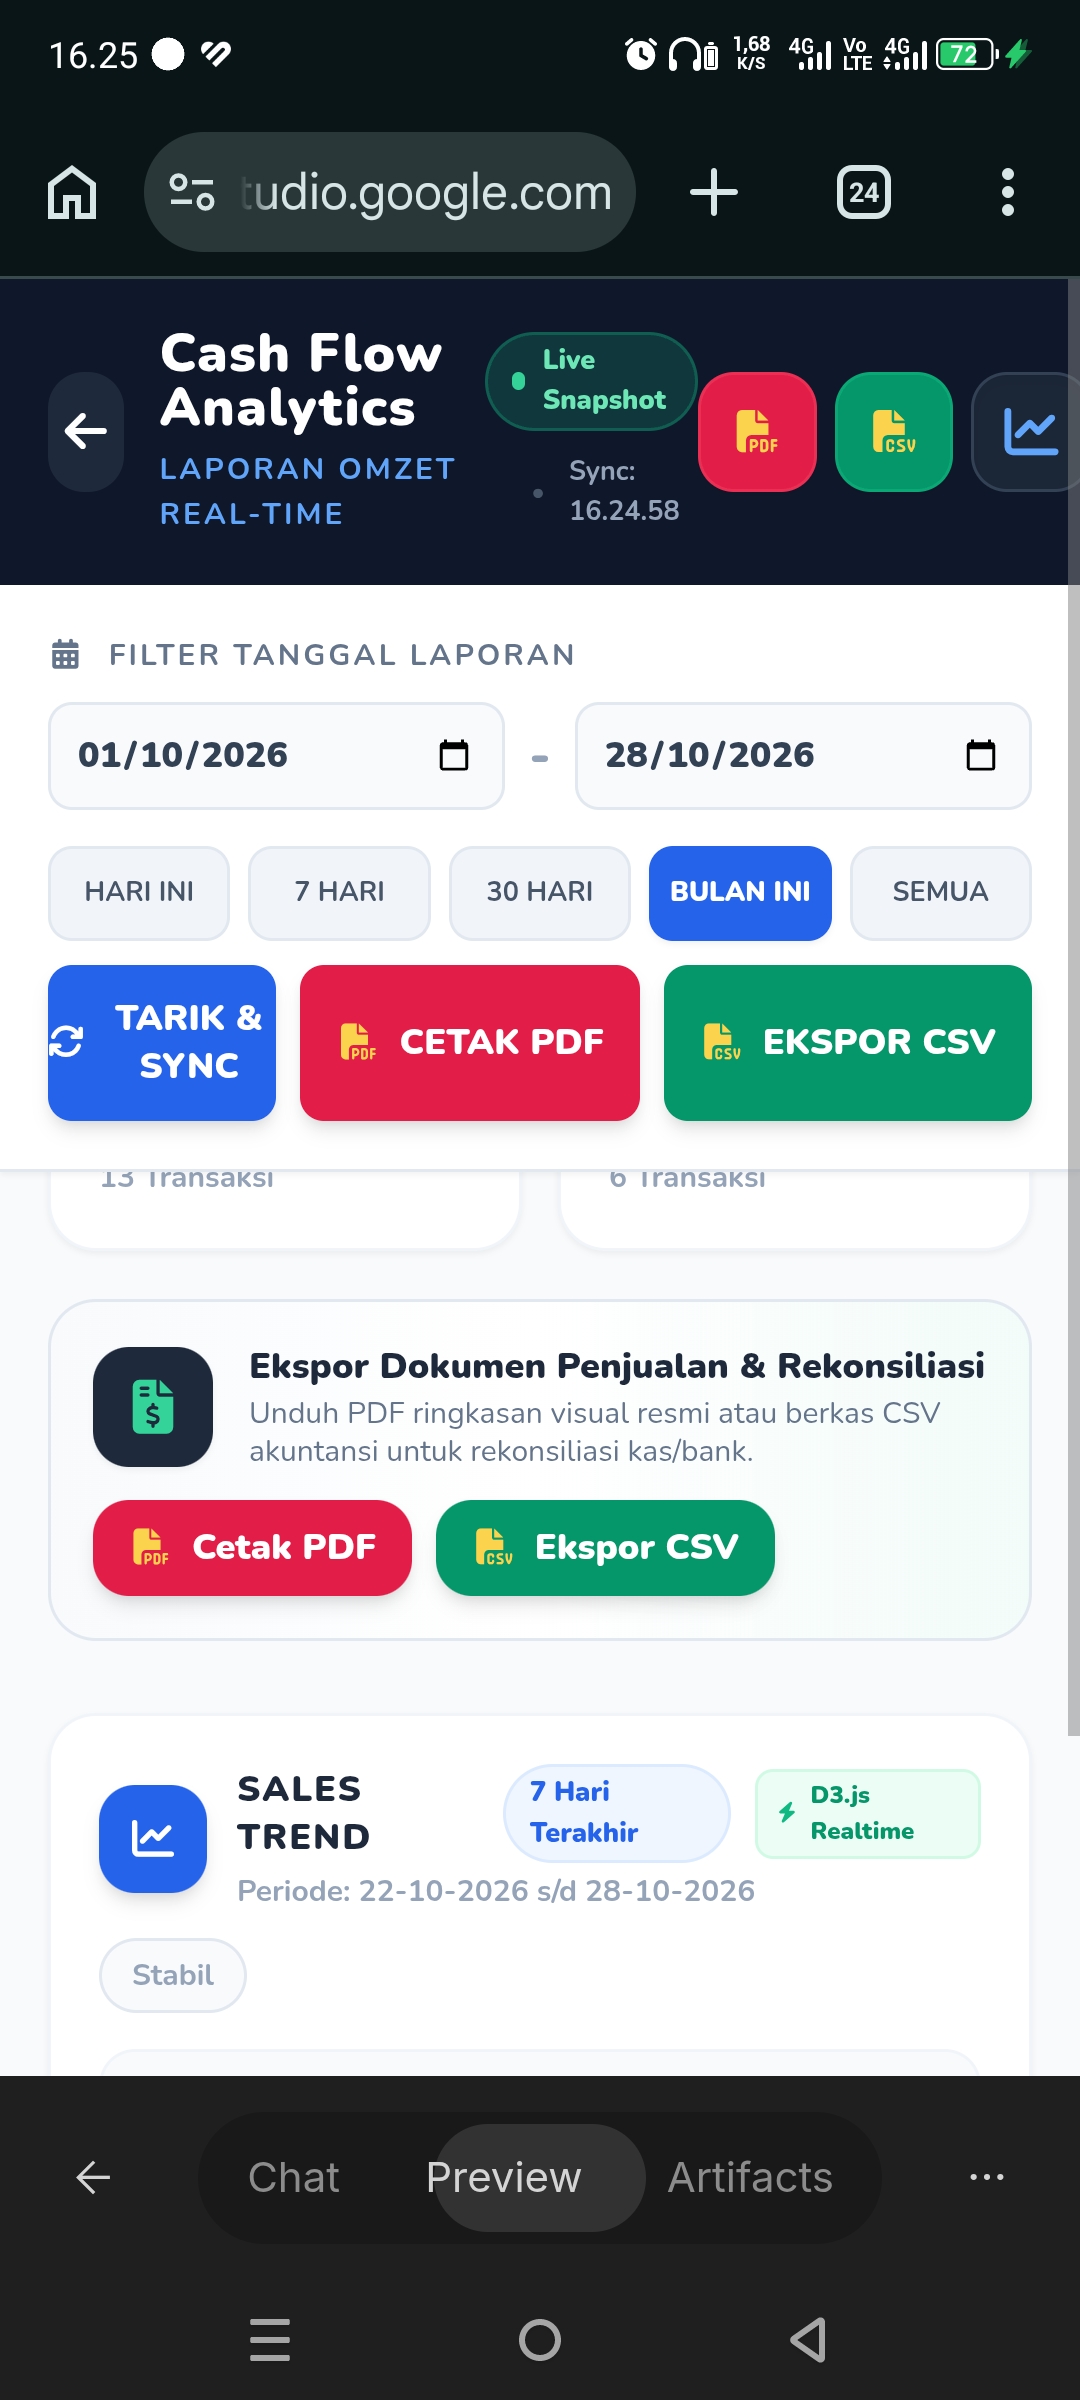 16.25
1,68
K/S
4G
Vo
LTE
4G
72
tudio.google.com
24
Cash Flow
Analytics
LAPORAN OMZET
REAL-TIME
Live
Snapshot
Sync:
16.24.58
PDF
CSV
FILTER TANGGAL LAPORAN
01/10/2026
-
28/10/2026
HARI INI
7 HARI
30 HARI
BULAN INI
SEMUA
TARIK &
SYNC
PDF
CETAK PDF
CSV
EKSPOR CSV
13 Transaksi
6 Transaksi
Ekspor Dokumen Penjualan & Rekonsiliasi
Unduh PDF ringkasan visual resmi atau berkas CSV
akuntansi untuk rekonsiliasi kas/bank.
PDF
Cetak PDF
CSV
Ekspor CSV
SALES
TREND
7 Hari
Terakhir
D3.js
Realtime
Periode: 22-10-2026 s/d 28-10-2026
Stabil
Chat
Preview
Artifacts